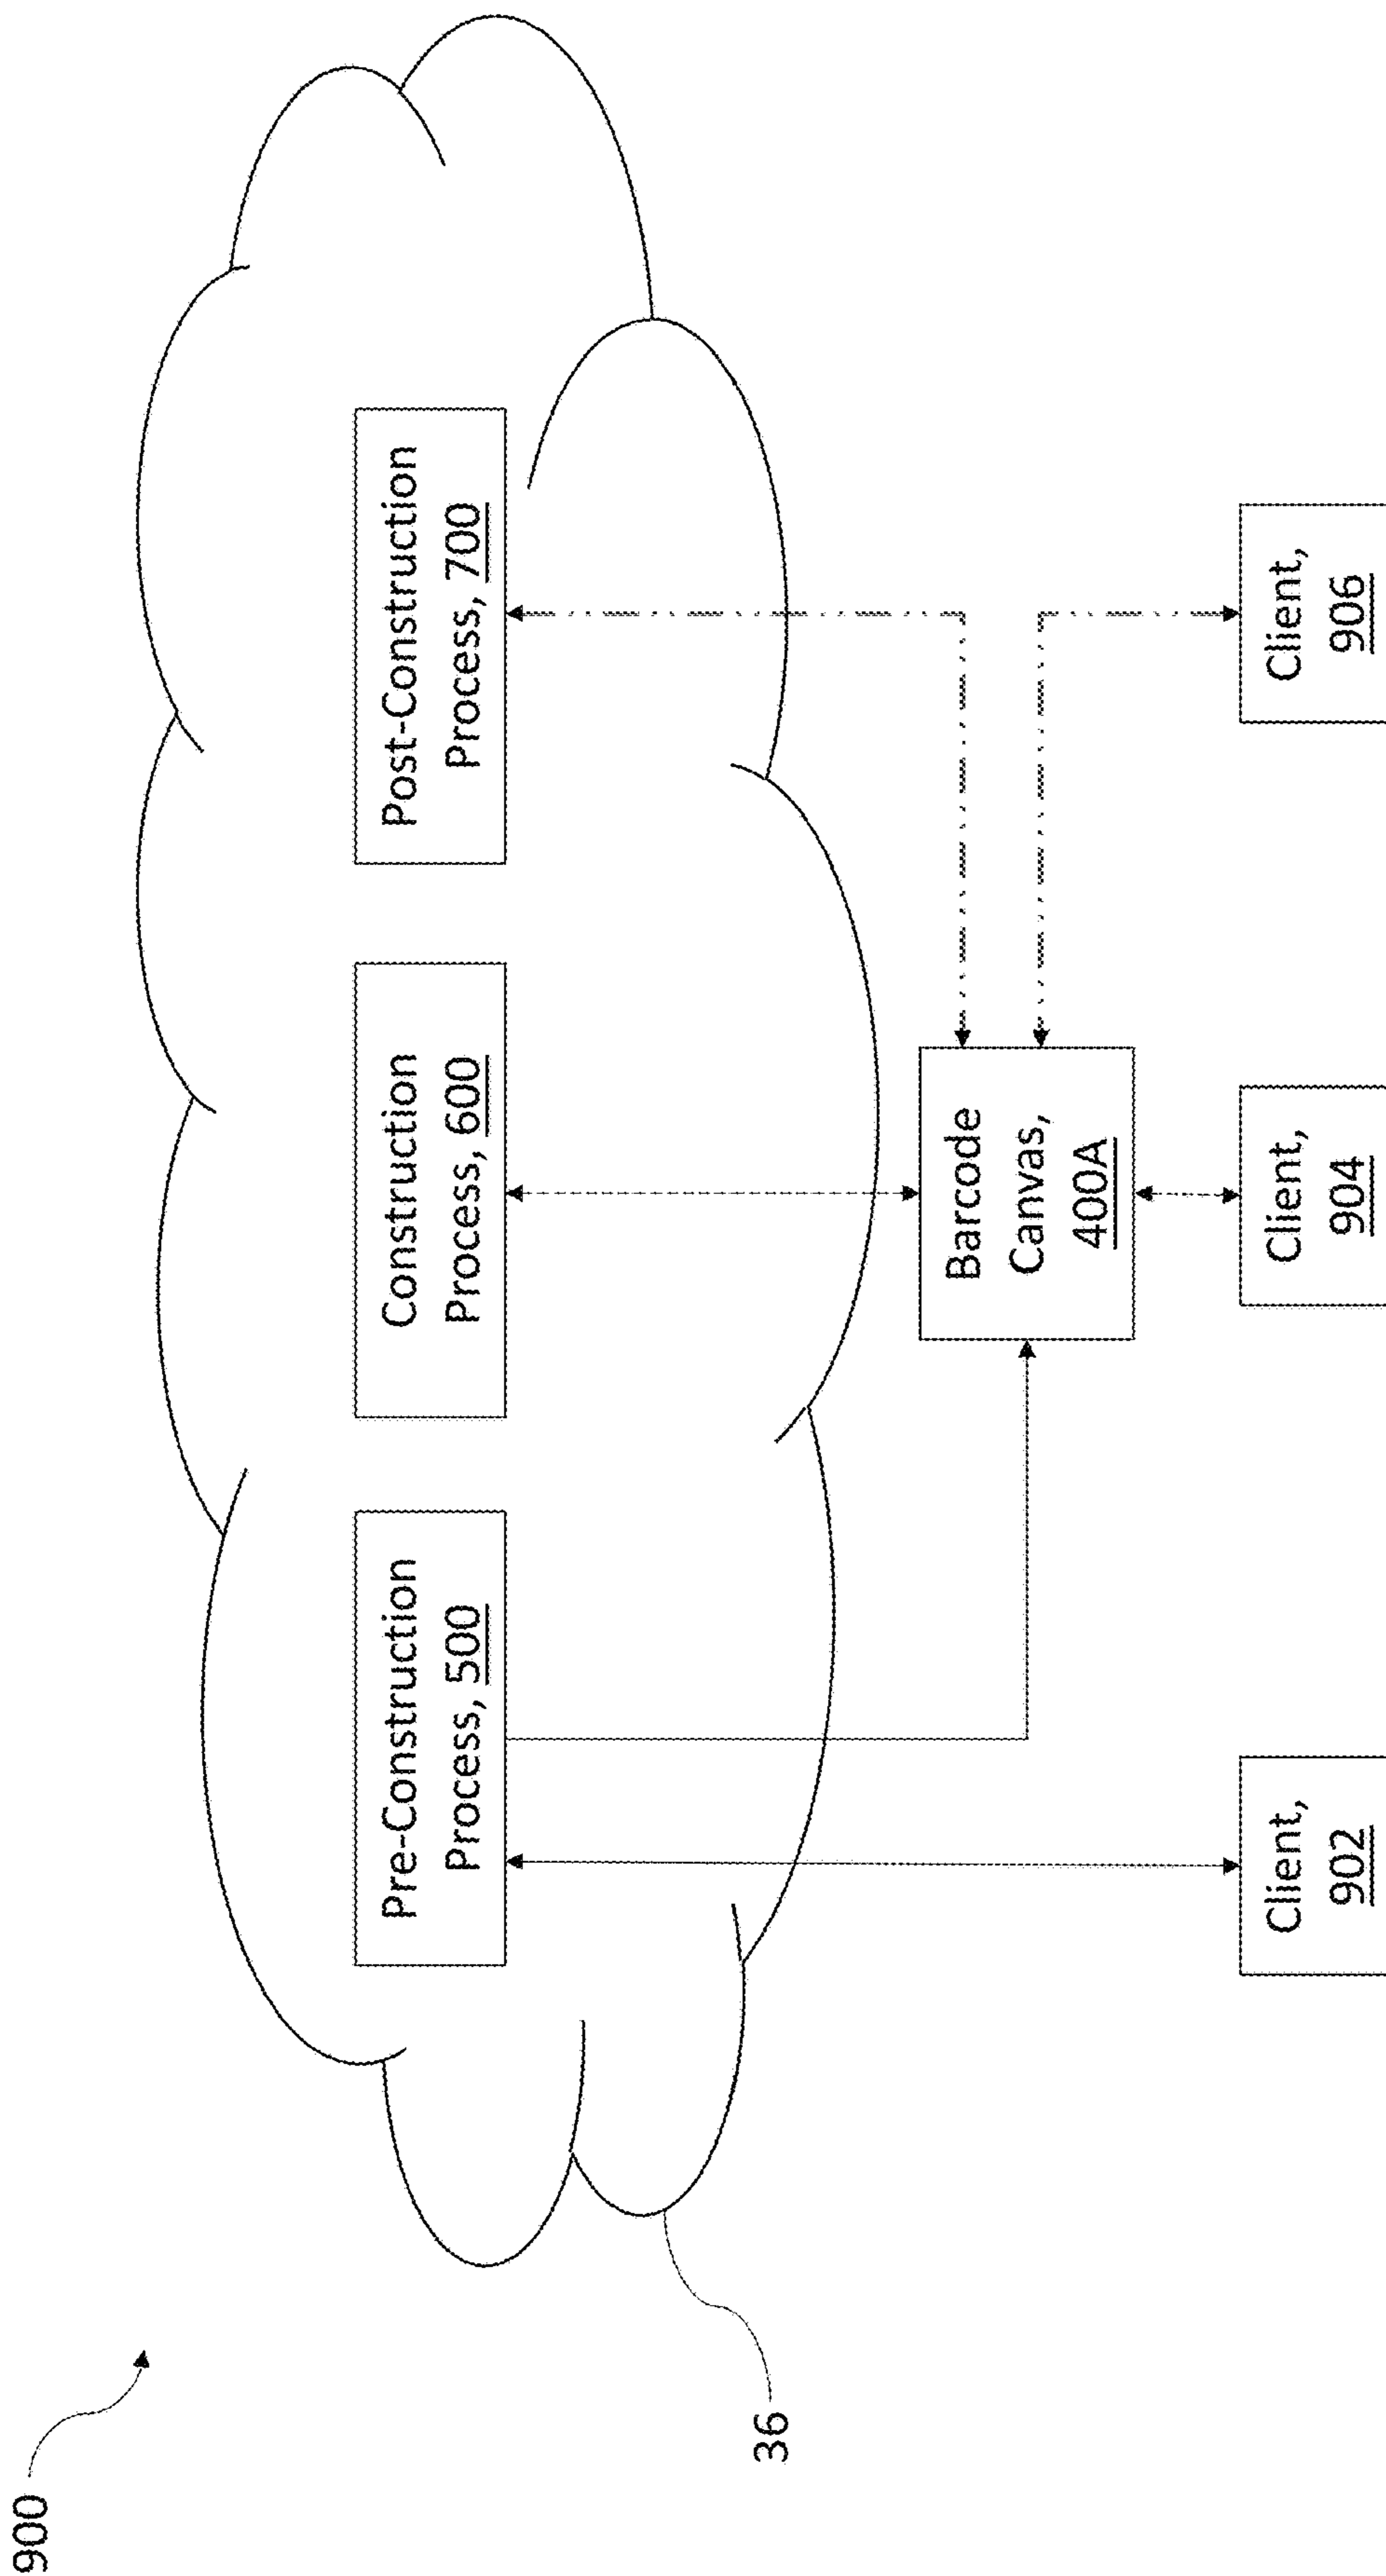 900
Pre-Construction
Process, 500
Construction
Process, 600
Post-Construction
Process, 700
36
Barcode
Canvas,
400A
Client,
902
Client,
904
Client,
906